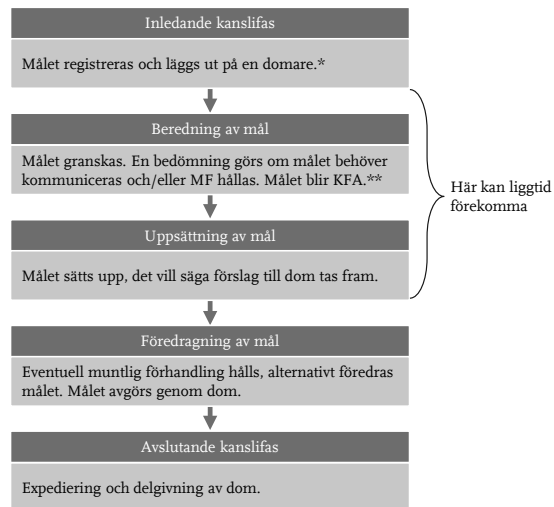 Inledande kanslifas
Målet registreras och läggs ut på en domare.*
Beredning av mål
Målet granskas. En bedömning görs om målet behöver
kommuniceras och/eller MF hållas. Målet blir KFA.**
Uppsättning av mål
Målet sätts upp, det vill säga förslag till dom tas fram.
Föredragning av mål
Eventuell muntlig förhandling hålls, alternativt föredras
målet. Målet avgörs genom dom.
Avslutande kanslifas
Expediering och delgivning av dom.
Här kan liggtid
förekomma